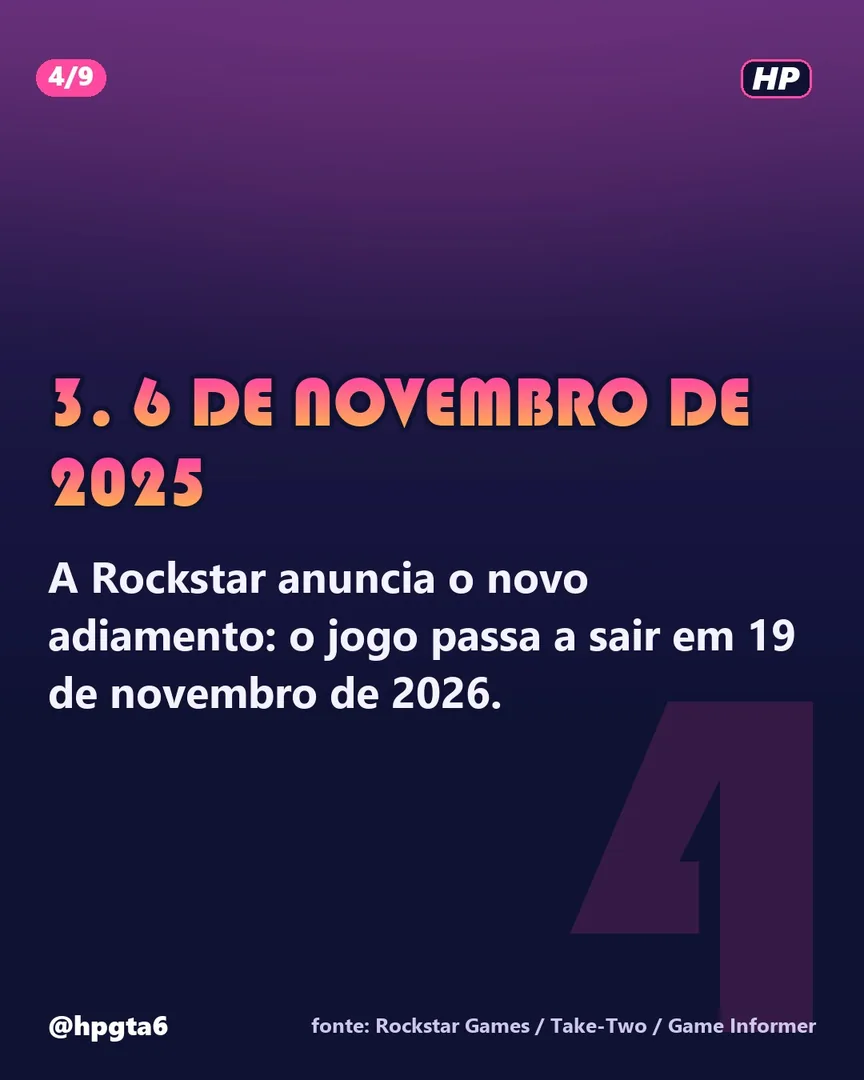 4/9
HP
3. 6 DE NOVEMBRO DE
2025
A Rockstar anuncia o novo
adiamento: o jogo passa a sair em 19
de novembro de 2026.
4
@hpgta6
fonte: Rockstar Games / Take-Two / Game Informer